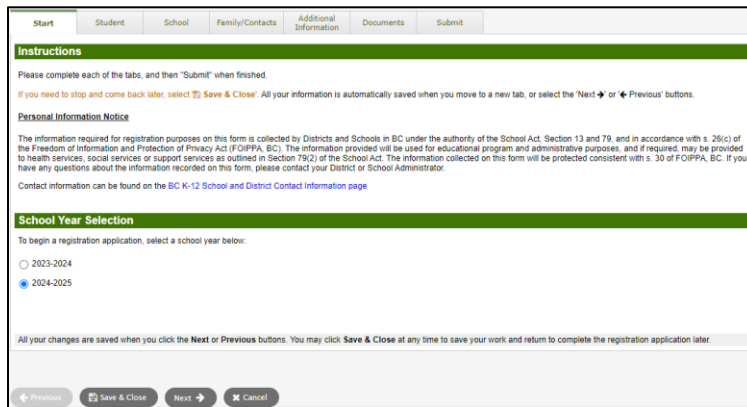 Start Student School Family/Contacts Additional Information Documents Submit
Instructions
Please complete each of the tabs, and then "Submit" when finished.
If you need to stop and come back later, select ' Save & Close'. All your information is automatically saved when you move to a new tab, or select the 'Next →' or '← Previous' buttons.
Personal Information Notice
The information required for registration purposes on this form is collected by Districts and Schools in BC under the authority of the School Act, Section 13 and 79, and in accordance with s. 26(c) of
the Freedom of Information and Protection of Privacy Act (FOIPPA, BC). The information provided will be used for educational program and administrative purposes, and if required, may be provided
to health services, social services or support services as outlined in Section 79(2) of the School Act. The information collected on this form will be protected consistent with s. 30 of FOIPPA, BC. If you
have any questions about the information recorded on this form, please contact your District or School Administrator.
Contact information can be found on the BC K-12 School and District Contact Information page
School Year Selection
To begin a registration application, select a school year below:
2023-2024
2024-2025
All your changes are saved when you click the Next or Previous buttons. You may click Save & Close at any time to save your work and return to complete the registration application later.
← Previous Save & Close Next → ✖ Cancel